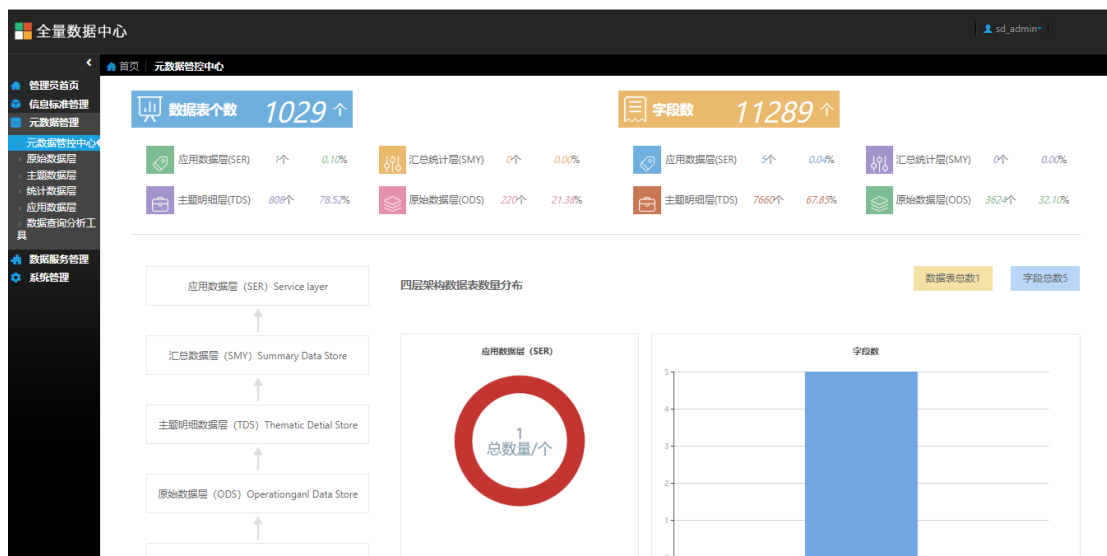 全量数据中心
sd_admin
首页 元数据管控中心
管理员首页
信息标准管理
元数据管理
元数据管控中心
原始数据层
主题数据层
统计数据层
应用数据层
数据查询分析工
具
数据服务管理
系统管理
数据表个数 1029 个
字段数 11289 个
应用数据层(SER) 1个 0.10%
汇总统计层(SMY) 0个 0.00%
应用数据层(SER) 5个 0.04%
汇总统计层(SMY) 0个 0.00%
主题明细层(TDS) 808个 78.52%
原始数据层(ODS) 220个 21.38%
主题明细层(TDS) 7660个 67.85%
原始数据层(ODS) 3624个 32.10%
应用数据层 (SER) Service layer
汇总数据层 (SMY) Summary Data Store
主题明细数据层 (TDS) Thematic Detial Store
原始数据层 (ODS) Operationganl Data Store
四层架构数据表数量分布
数据表总数1
字段总数5
应用数据层 (SER)
1
总数量/个
字段数
5
4
3
2
1